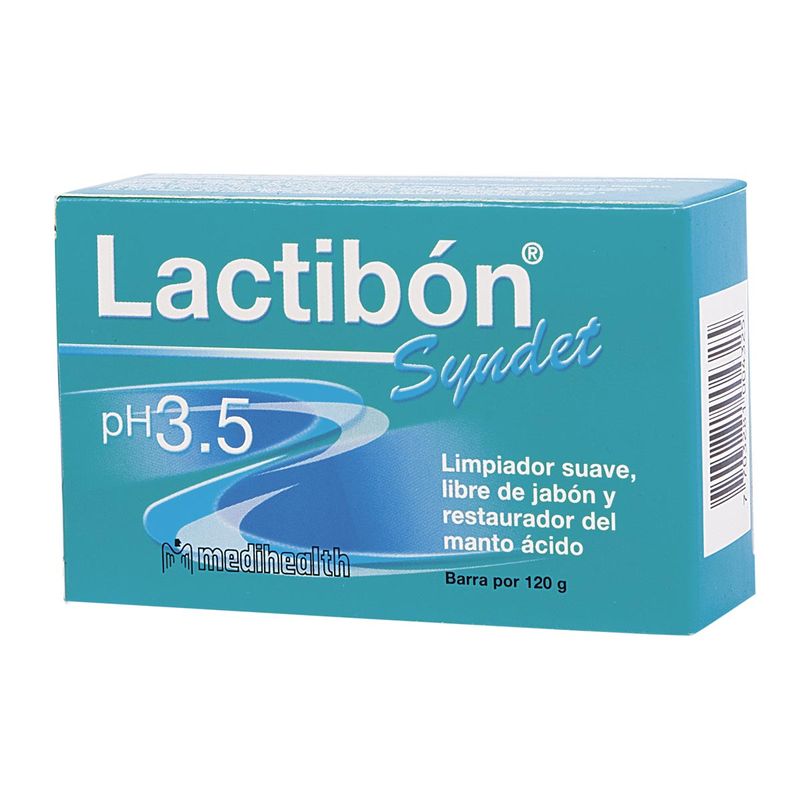 Lactibón®
Syndet
pH3.5
Limpiador suave,
libre de jabón y
restaurador del
manto ácido
Barra por 120 g
medihealth